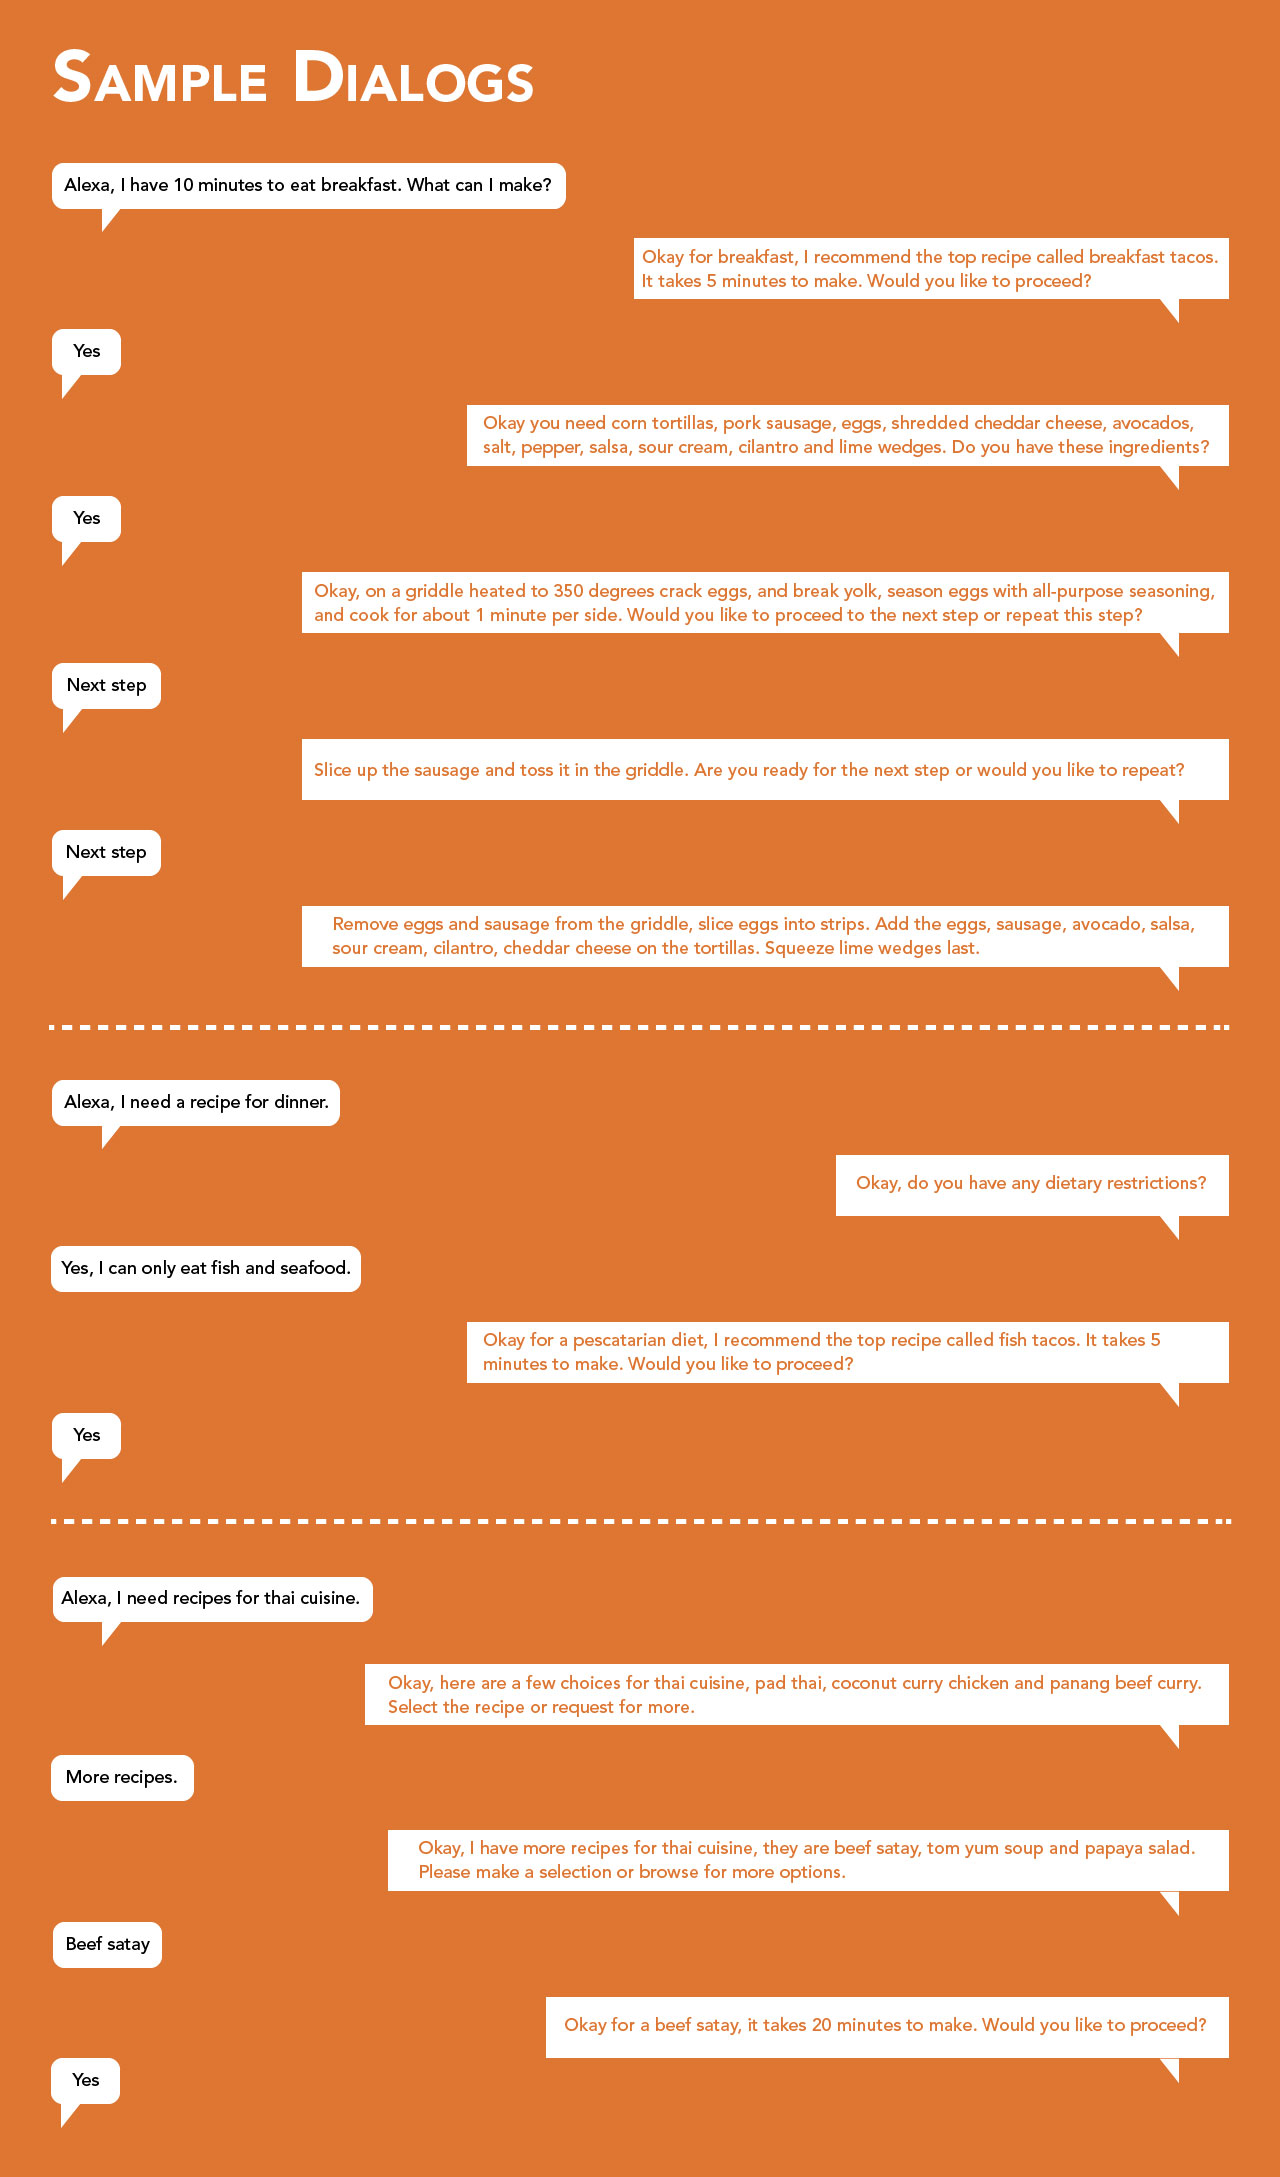 Sample Dialogs
Alexa, I have 10 minutes to eat breakfast. What can I make?
Okay for breakfast, I recommend the top recipe called breakfast tacos.
It takes 5 minutes to make. Would you like to proceed?
Yes
Okay you need corn tortillas, pork sausage, eggs, shredded cheddar cheese, avocados,
salt, pepper, salsa, sour cream, cilantro and lime wedges. Do you have these ingredients?
Yes
Okay, on a griddle heated to 350 degrees crack eggs, and break yolk, season eggs with all-purpose seasoning,
and cook for about 1 minute per side. Would you like to proceed to the next step or repeat this step?
Next step
Slice up the sausage and toss it in the griddle. Are you ready for the next step or would you like to repeat?
Next step
Remove eggs and sausage from the griddle, slice eggs into strips. Add the eggs, sausage, avocado, salsa,
sour cream, cilantro, cheddar cheese on the tortillas. Squeeze lime wedges last.
Alexa, I need a recipe for dinner.
Okay, do you have any dietary restrictions?
Yes, I can only eat fish and seafood.
Okay for a pescatarian diet, I recommend the top recipe called fish tacos. It takes 5
minutes to make. Would you like to proceed?
Yes
Alexa, I need recipes for thai cuisine.
Okay, here are a few choices for thai cuisine, pad thai, coconut curry chicken and panang beef curry.
Select the recipe or request for more.
More recipes.
Okay, I have more recipes for thai cuisine, they are beef satay, tom yum soup and papaya salad.
Please make a selection or browse for more options.
Beef satay
Okay for a beef satay, it takes 20 minutes to make. Would you like to proceed?
Yes